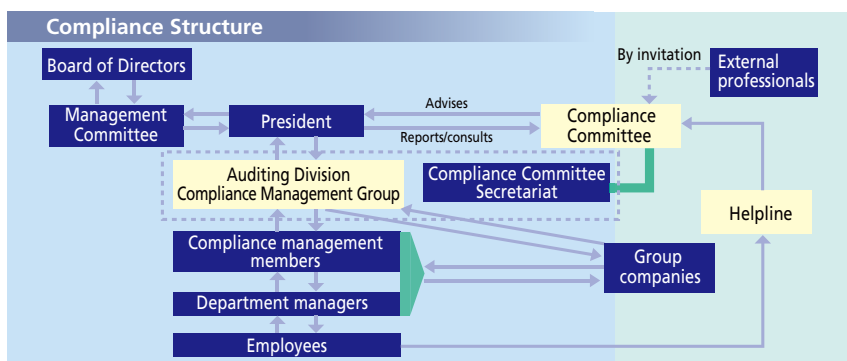 Compliance Structure
Board of Directors
By invitation
External
professionals
Management
Committee
President
Advises
Reports/consults
Compliance
Committee
Auditing Division
Compliance Management Group
Compliance Committee
Secretariat
Helpline
Compliance management
members
Group
companies
Department managers
Employees